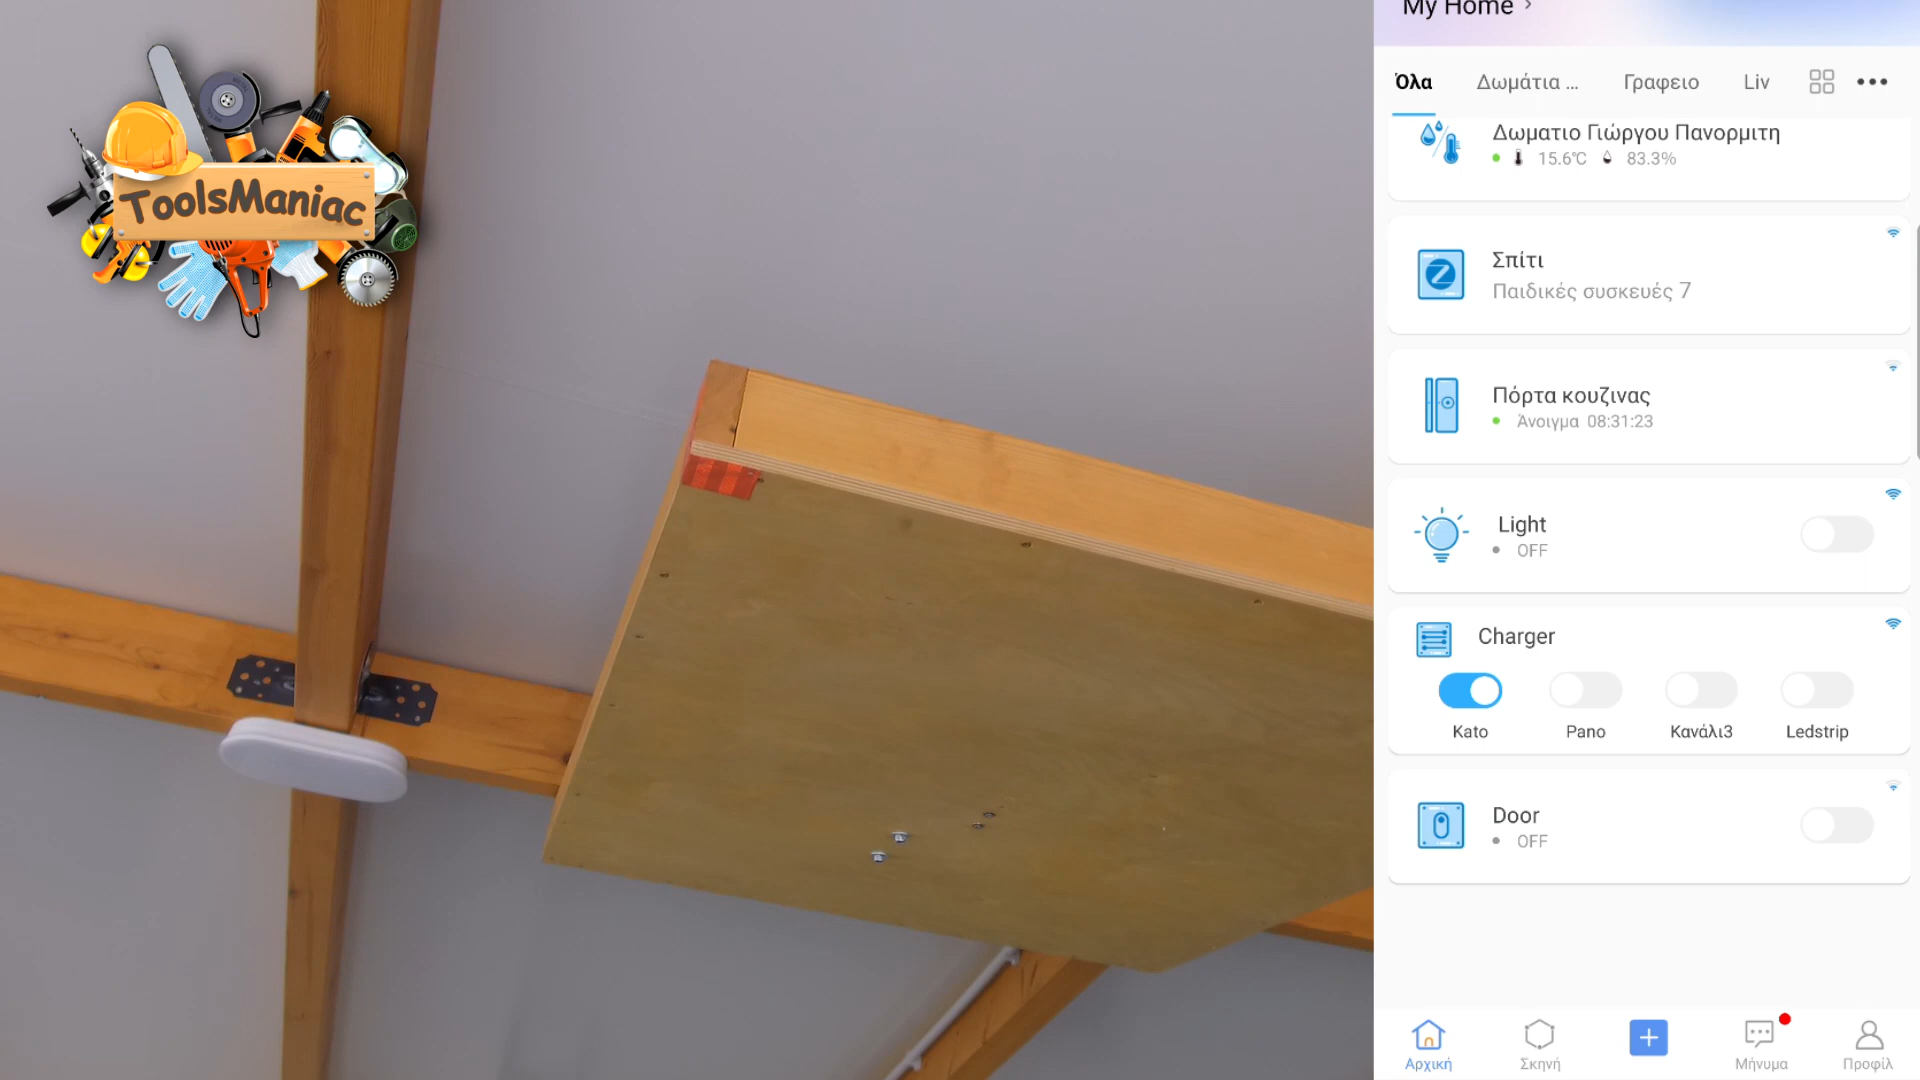 ToolsManiac
My Home
Όλα Δωμάτια ... Γραφειο Liv
Δωματιο Γιώργου Πανορμιτη
15.6℃ 83.3%
Σπίτι
Παιδικές συσκευές 7
Πόρτα κουζινας
Άνοιγμα 08:31:23
Light
OFF
Charger
Kato Pano Κανάλι3 Ledstrip
Door
OFF
Αρχική Σκηνή Μήνυμα Προφίλ